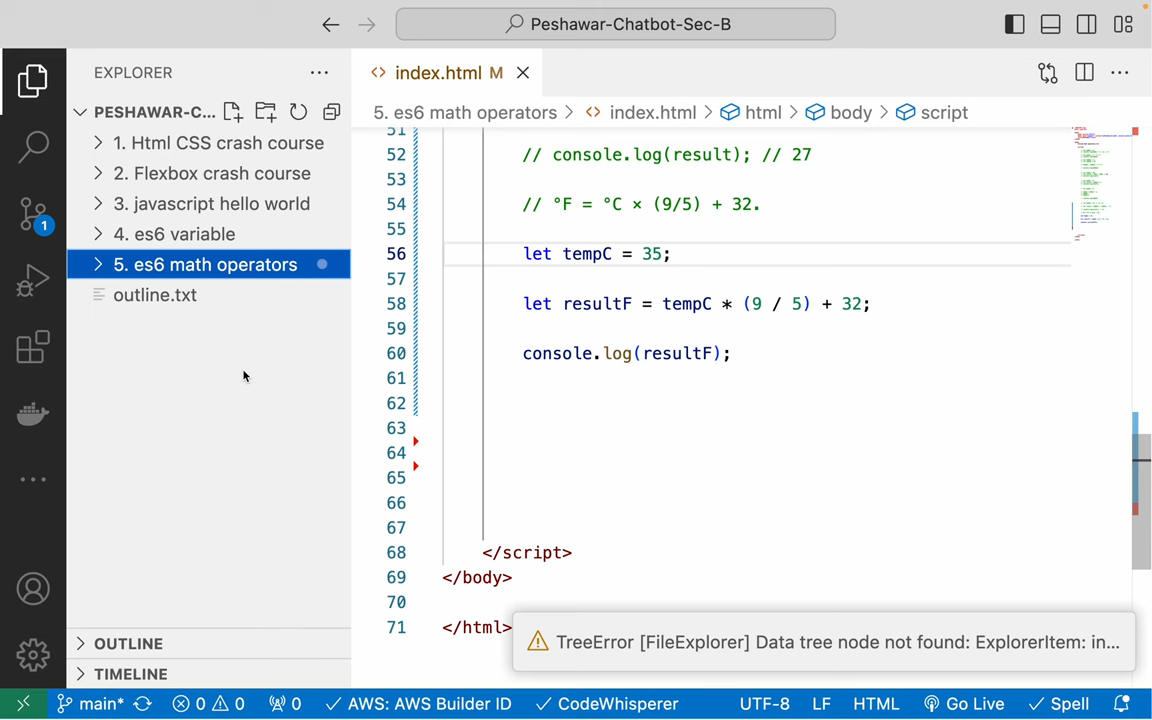 Peshawar-Chatbot-Sec-B
EXPLORER
PESHAWAR-C...
1. Html CSS crash course
2. Flexbox crash course
3. javascript hello world
4. es6 variable
5. es6 math operators
outline.txt
OUTLINE
TIMELINE
1
index.html M
5. es6 math operators > index.html > html > body > script
51
52 // console.log(result); // 27
53
54 // °F = °C × (9/5) + 32.
55
56 let tempC = 35;
57
58 let resultF = tempC * (9 / 5) + 32;
59
60 console.log(resultF);
61
62
63
64
65
66
67
68 </script>
69 </body>
70
71 </html>
TreeError [FileExplorer] Data tree node not found: ExplorerItem: in...
main* 0 0 0 AWS: AWS Builder ID CodeWhisperer UTF-8 LF HTML Go Live Spell